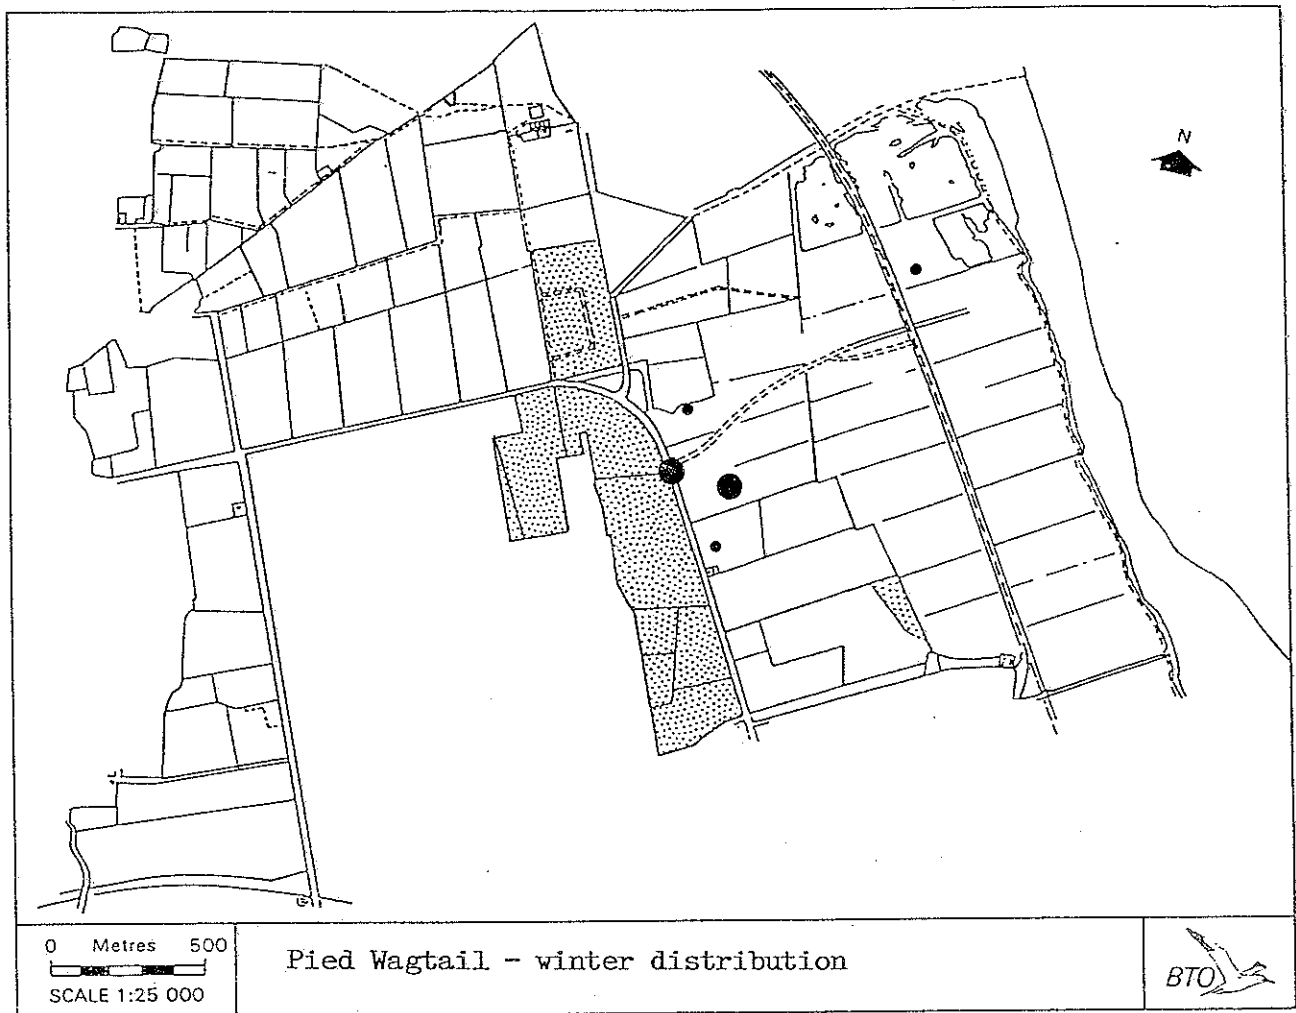 N
0 Metres 500
SCALE 1:25 000
Pied Wagtail - winter distribution
BTO